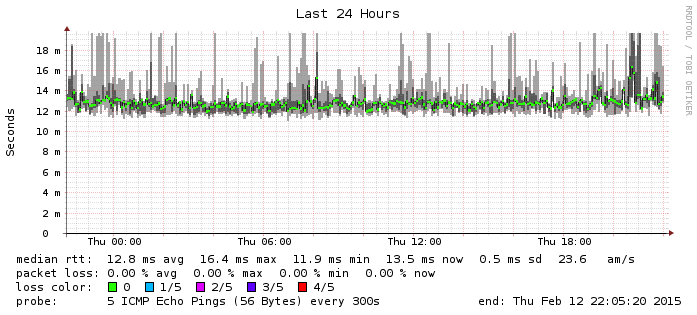 Last 24 Hours
RRDTOOL / TOBI OETIKER
Seconds
18 m
16 m
14 m
12 m
10 m
8 m
6 m
4 m
2 m
0
Thu 00:00 Thu 06:00 Thu 12:00 Thu 18:00
median rtt: 12.8 ms avg 16.4 ms max 11.9 ms min 13.5 ms now 0.5 ms sd 23.6 am/s
packet loss: 0.00 % avg 0.00 % max 0.00 % min 0.00 % now
loss color: 0 1/5 2/5 3/5 4/5
probe: 5 ICMP Echo Pings (56 Bytes) every 300s end: Thu Feb 12 22:05:20 2015